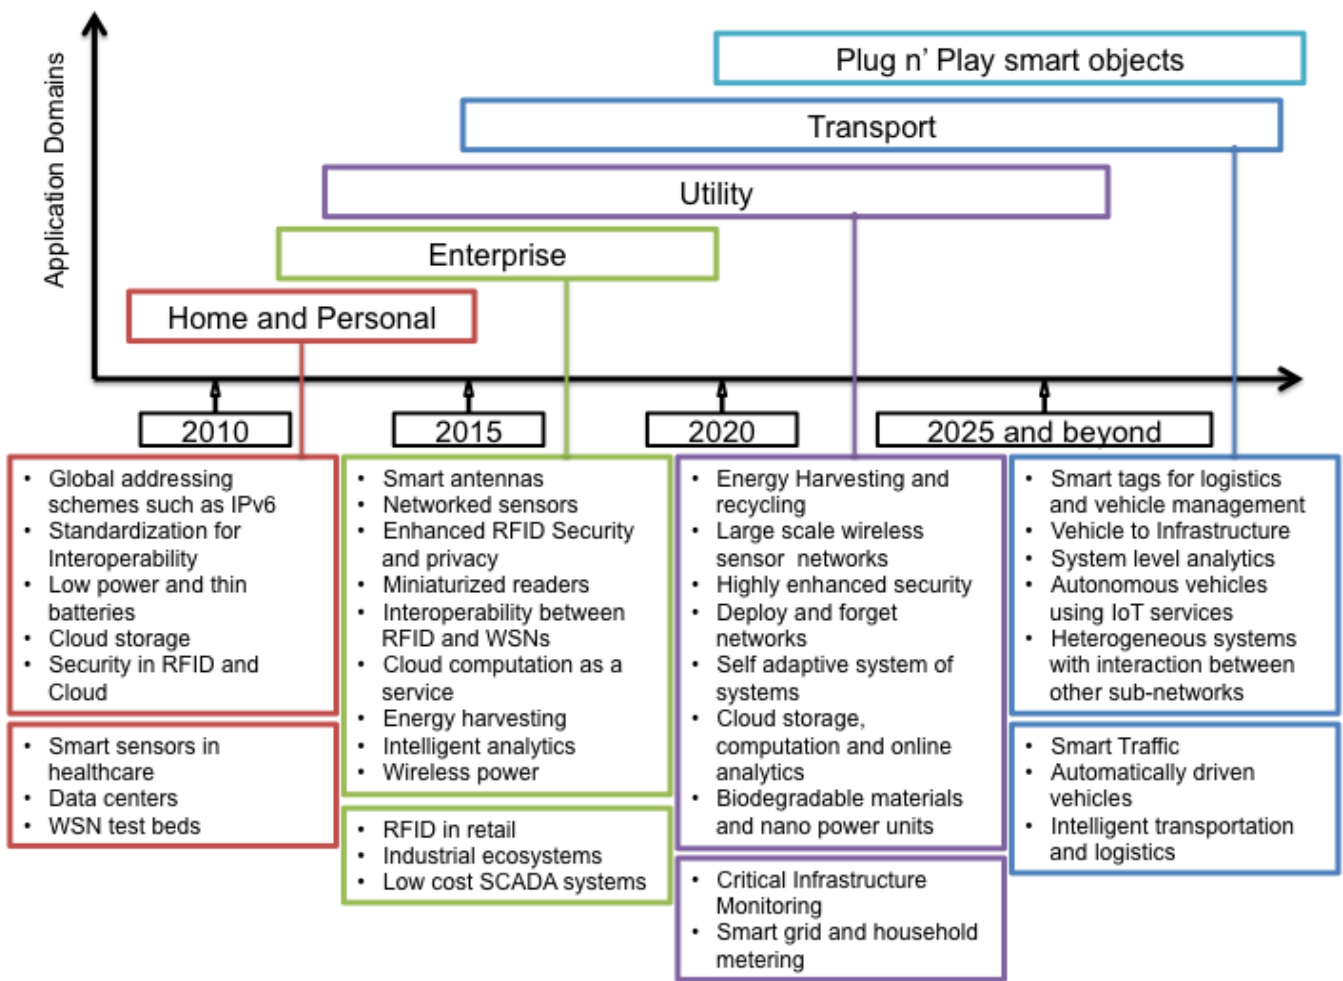 Application Domains
Plug n' Play smart objects
Transport
Utility
Enterprise
Home and Personal
2010
2015
2020
2025 and beyond
• Global addressing
schemes such as IPv6
• Standardization for
Interoperability
• Low power and thin
batteries
• Cloud storage
• Security in RFID and
Cloud
• Smart sensors in
healthcare
• Data centers
• WSN test beds
• Smart antennas
• Networked sensors
• Enhanced RFID Security
and privacy
• Miniaturized readers
• Interoperability between
RFID and WSNs
• Cloud computation as a
service
• Energy harvesting
• Intelligent analytics
• Wireless power
• RFID in retail
• Industrial ecosystems
• Low cost SCADA systems
• Energy Harvesting and
recycling
• Large scale wireless
sensor networks
• Highly enhanced security
• Deploy and forget
networks
• Self adaptive system of
systems
• Cloud storage,
computation and online
analytics
• Biodegradable materials
and nano power units
• Critical Infrastructure
Monitoring
• Smart grid and household
metering
• Smart tags for logistics
and vehicle management
• Vehicle to Infrastructure
• System level analytics
• Autonomous vehicles
using IoT services
• Heterogeneous systems
with interaction between
other sub-networks
• Smart Traffic
• Automatically driven
vehicles
• Intelligent transportation
and logistics